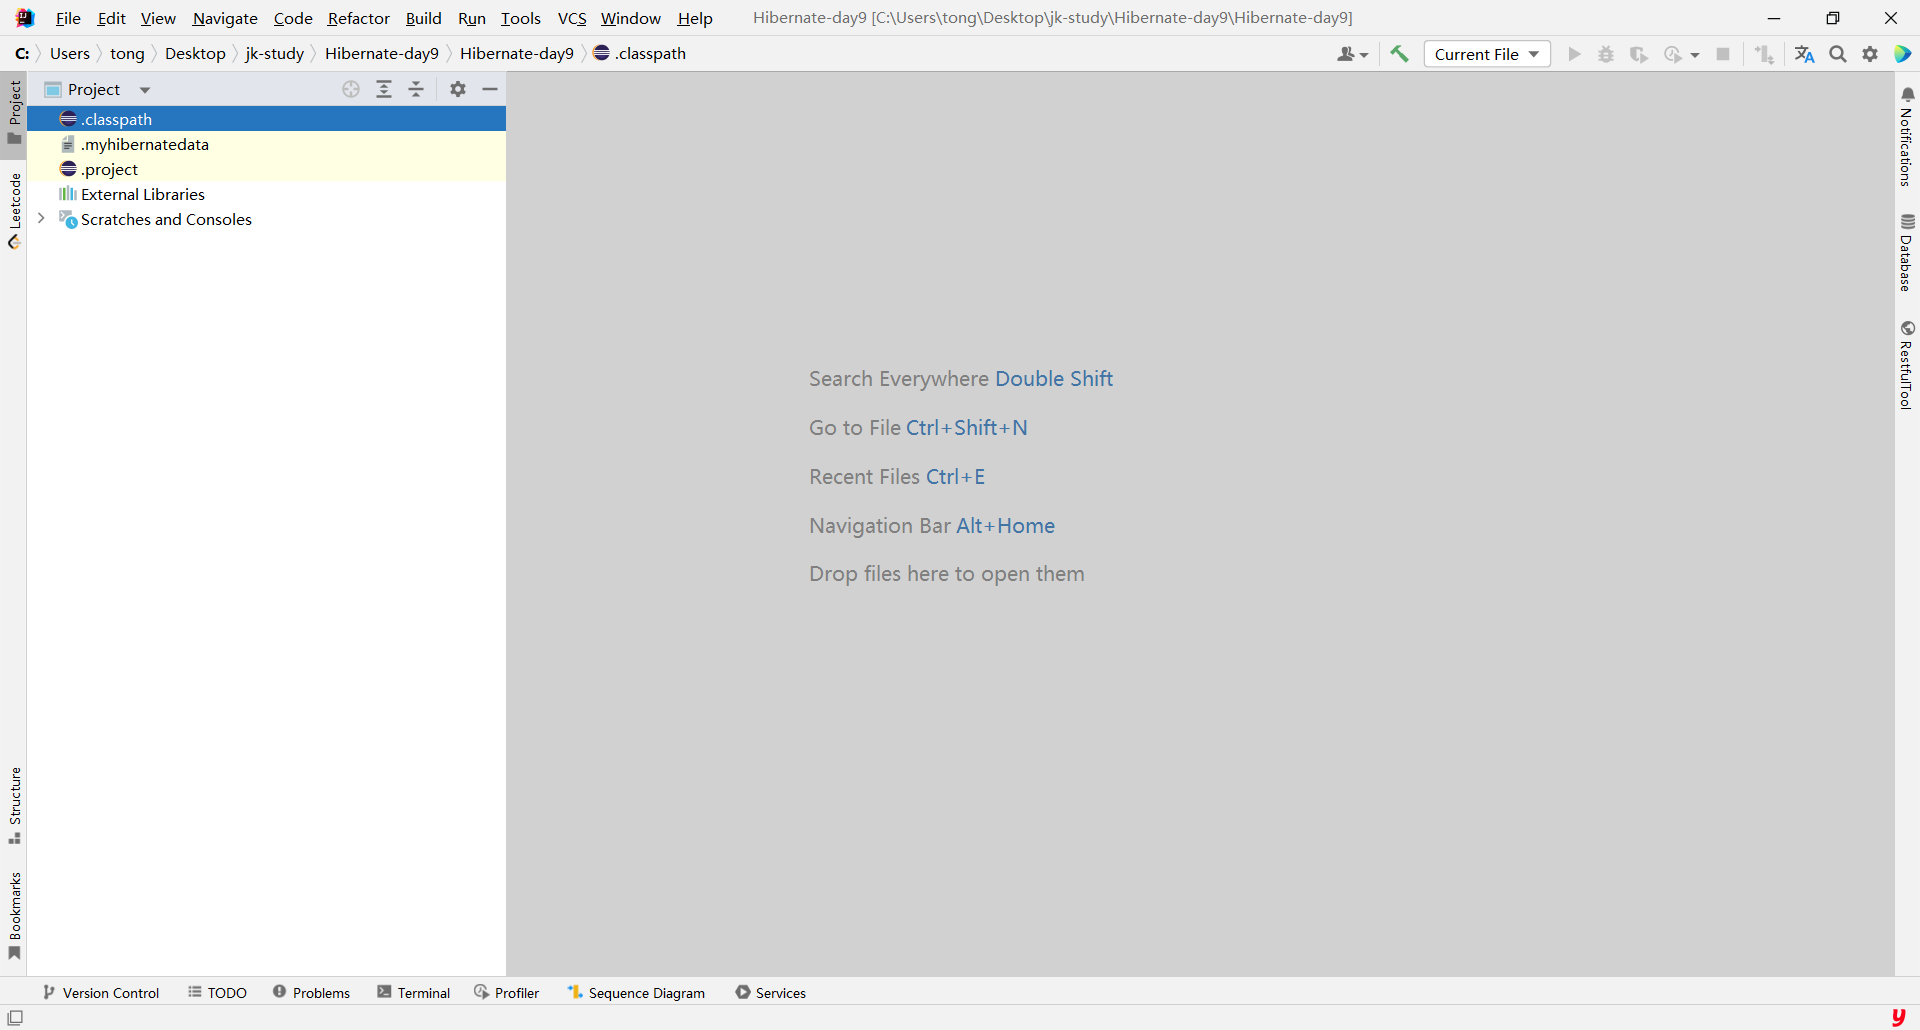 File Edit View Navigate Code Refactor Build Run Tools VCS Window Help Hibernate-day9 [C:\Users\tong\Desktop\jk-study\Hibernate-day9\Hibernate-day9]
C: Users tong Desktop jk-study Hibernate-day9 Hibernate-day9 .classpath Current File
Project
.classpath
.myhibernatedata
.project
External Libraries
Scratches and Consoles
Project
Leetcode
Structure
Bookmarks
Search Everywhere Double Shift
Go to File Ctrl+Shift+N
Recent Files Ctrl+E
Navigation Bar Alt+Home
Drop files here to open them
Notifications
Database
RestfulTool
Version Control TODO Problems Terminal Profiler Sequence Diagram Services